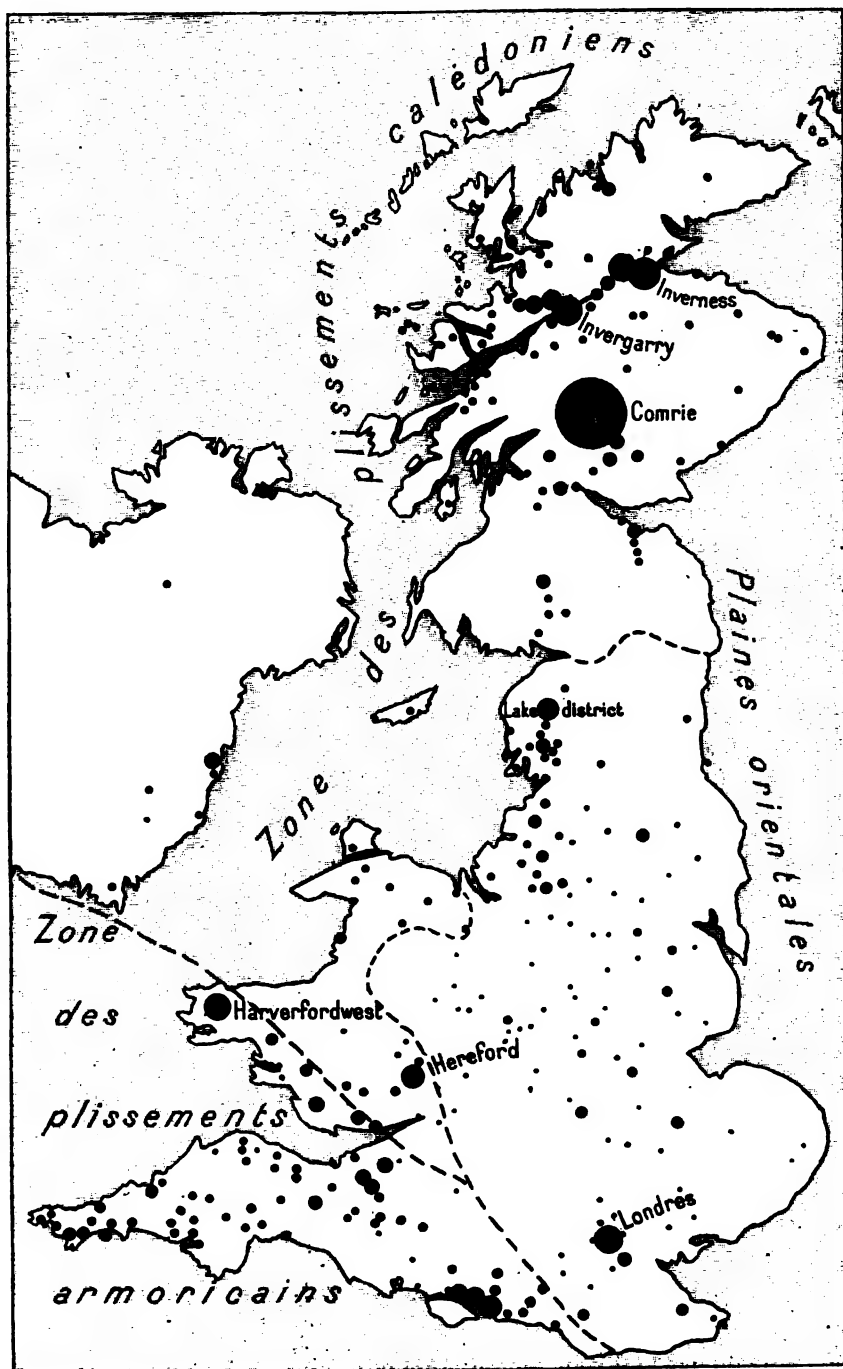 Zone des plissements calédoniens
Inverness
Invergarry
Comrie
Plaines orientales
Lake district
Zone
des
plissements
armoricains
Harverfordwest
Hereford
Londres